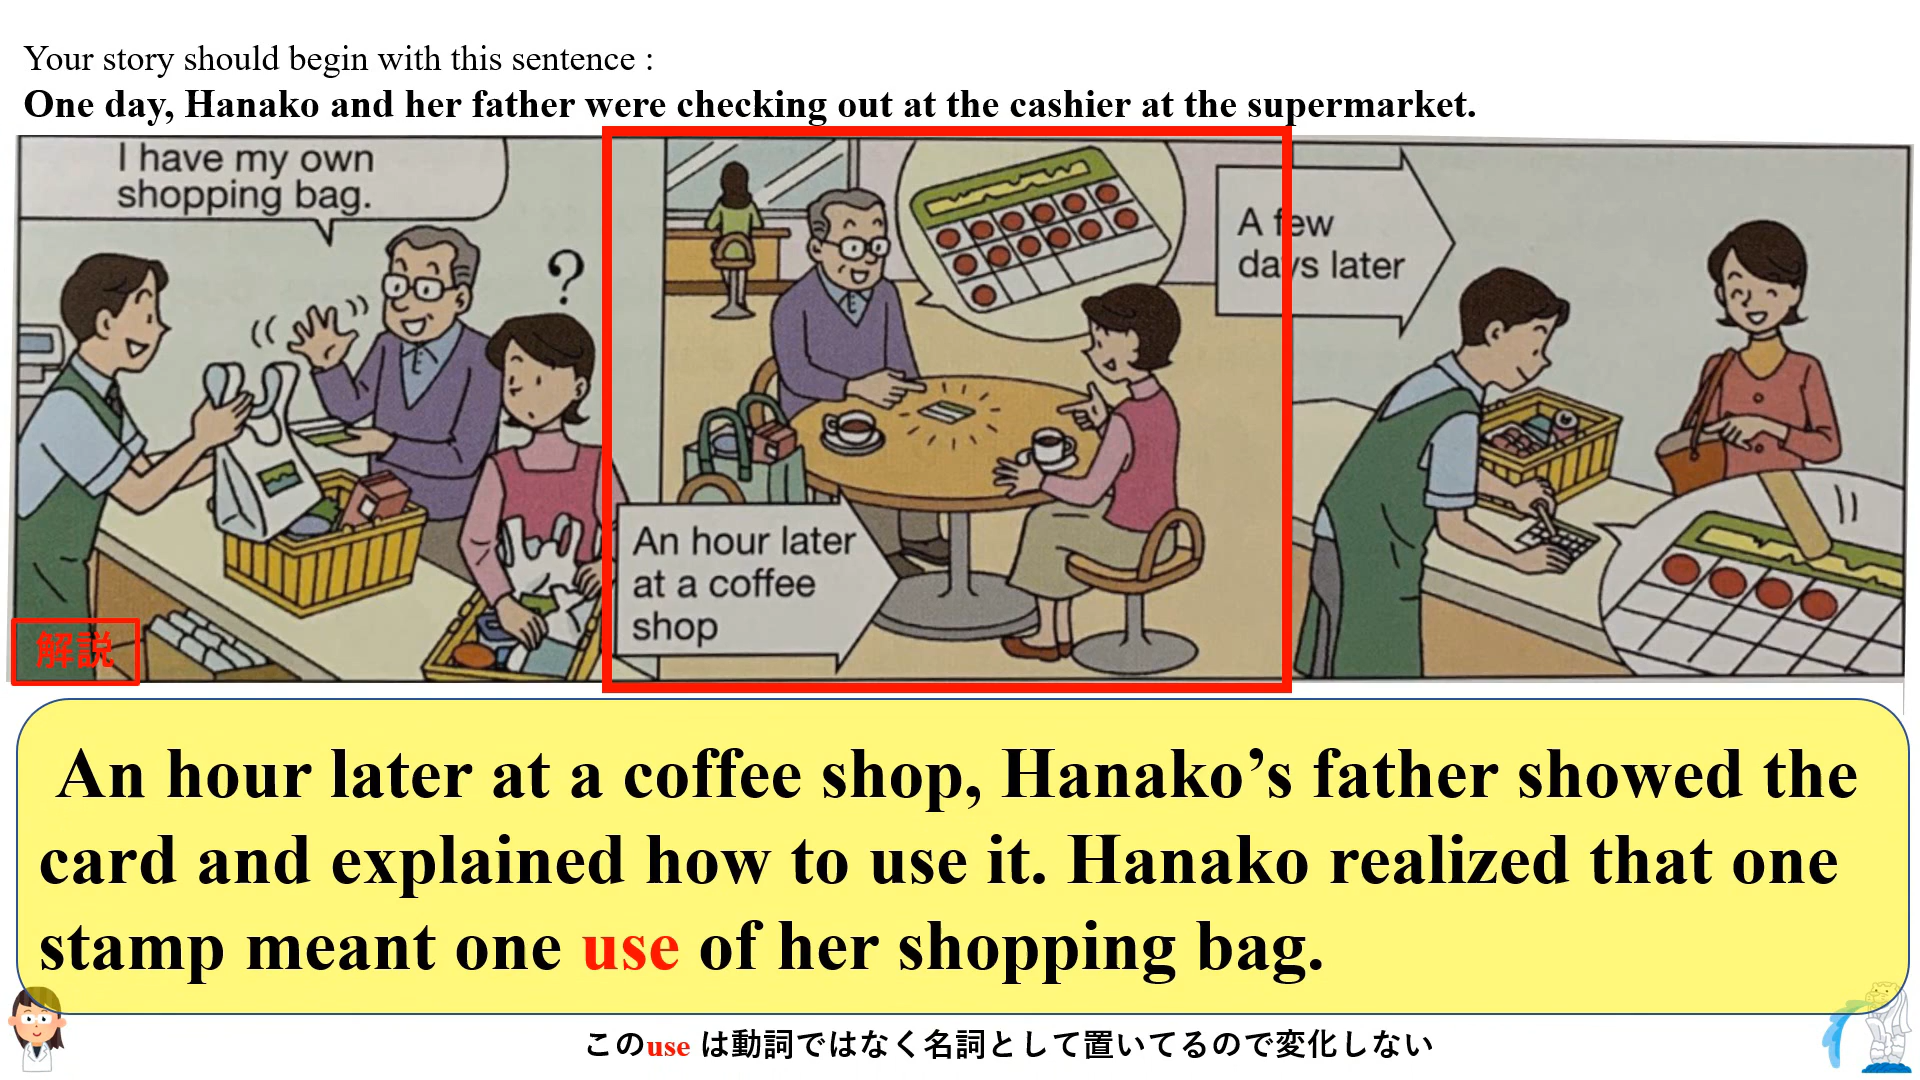 Your story should begin with this sentence :
One day, Hanako and her father were checking out at the cashier at the supermarket.
I have my own
shopping bag.
?
An hour later
at a coffee
shop
A few
days later
解説
An hour later at a coffee shop, Hanako’s father showed the
card and explained how to use it. Hanako realized that one
stamp meant one use of her shopping bag.
このuse は動詞ではなく名詞として置いてるので変化しない